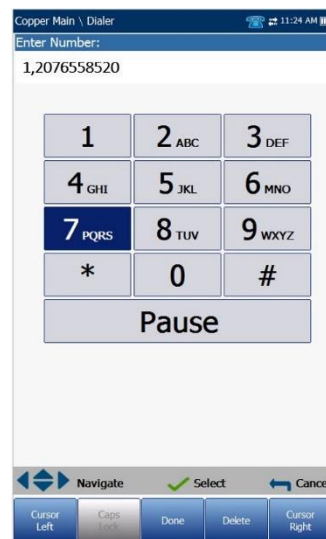 Copper Main \ Dialer 11:24 AM
Enter Number:
1,2076558520
1 2 ABC 3 DEF
4 GHI 5 JKL 6 MNO
7 PQRS 8 TUV 9 WXYZ
* 0 #
Pause
Navigate Select Cance
Cursor Left Caps Lock Done Delete Cursor Right